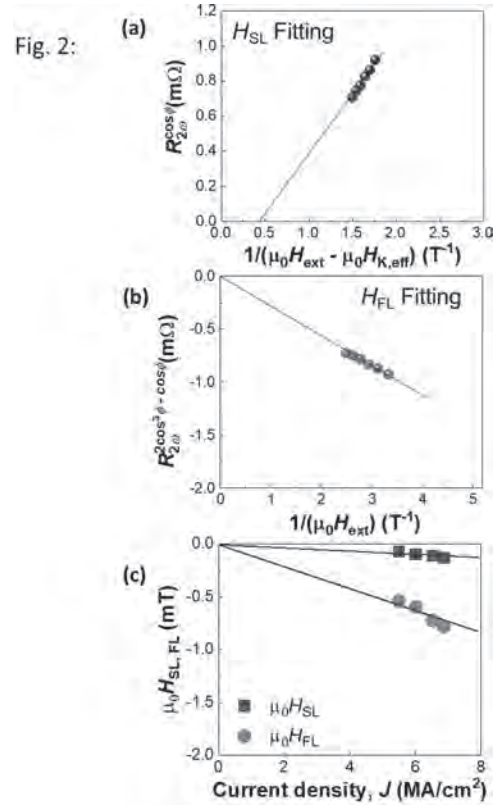 Fig. 2:
(a)
H_SL Fitting
1.2
1.0
0.8
0.6
0.4
0.2
0.0
R_2ω^cosϕ (mΩ)
0.0 0.5 1.0 1.5 2.0 2.5 3.0
1/(μ₀H_ext - μ₀H_K,eff) (T⁻¹)
(b)
H_FL Fitting
0.0
-0.5
-1.0
-1.5
-2.0
R_2ω^2cos³ϕ - cosϕ (mΩ)
0 1 2 3 4 5
1/(μ₀H_ext) (T⁻¹)
(c)
0.0
-0.5
-1.0
-1.5
-2.0
μ₀H_SL, FL (mT)
μ₀H_SL
μ₀H_FL
0 2 4 6 8
Current density, J (MA/cm²)